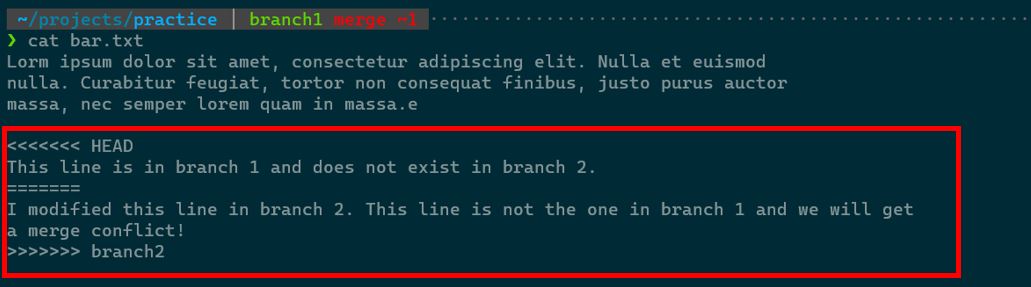 ~/projects/practice | branch1 merge ~1
❯ cat bar.txt
Lorm ipsum dolor sit amet, consectetur adipiscing elit. Nulla et euismod
nulla. Curabitur feugiat, tortor non consequat finibus, justo purus auctor
massa, nec semper lorem quam in massa.e
<<<<<<< HEAD
This line is in branch 1 and does not exist in branch 2.
=======
I modified this line in branch 2. This line is not the one in branch 1 and we will get
a merge conflict!
>>>>>>> branch2